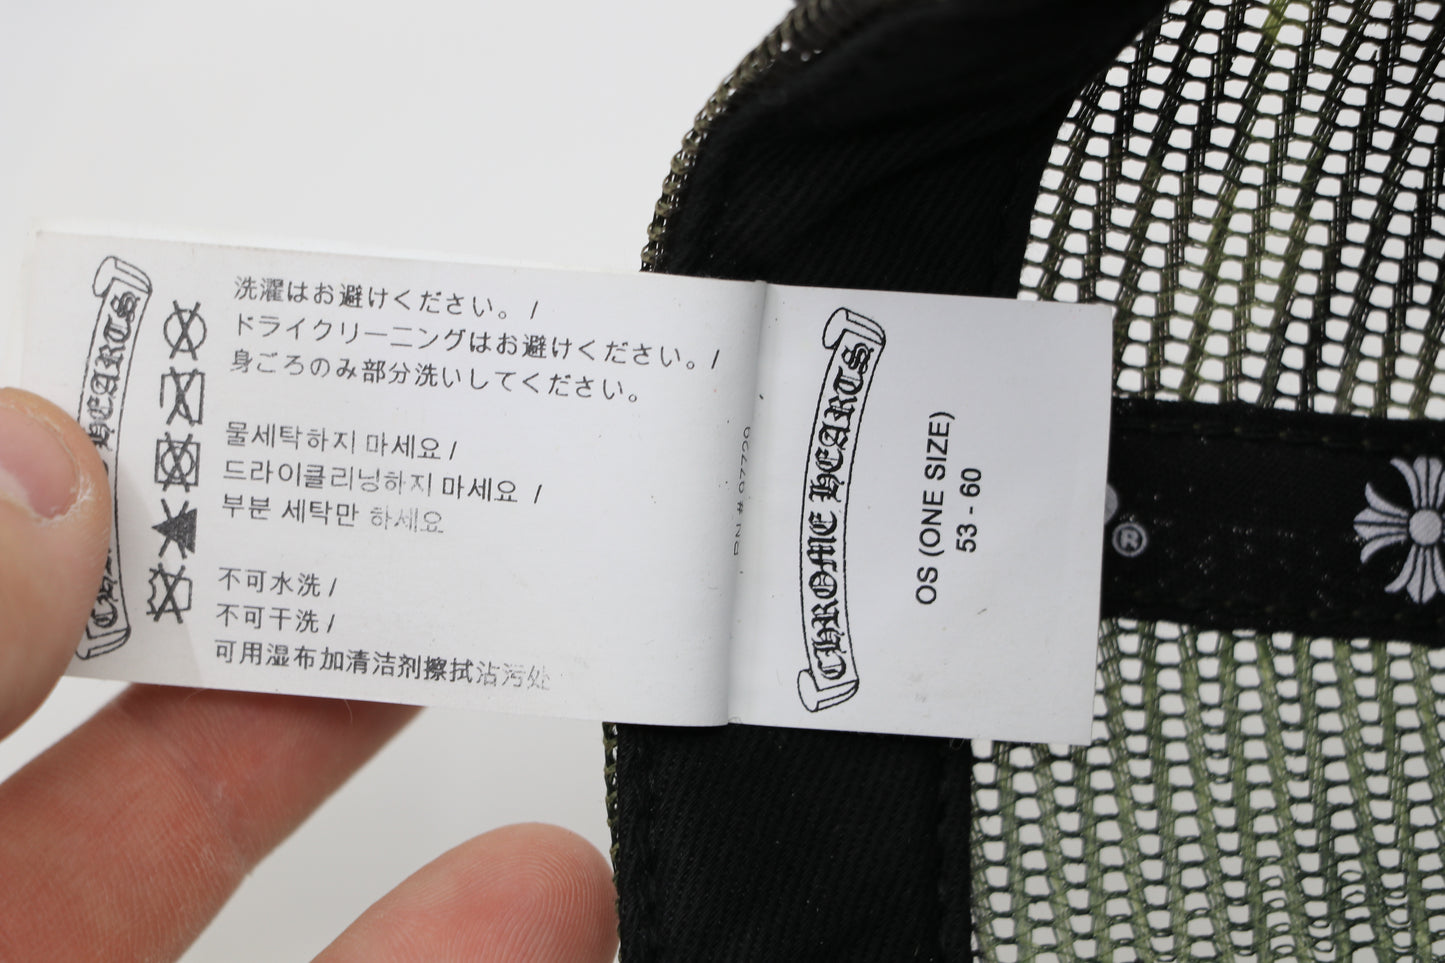 洗濯はお避けください。/
ドライクリーニングはお避けください。/
身ごろのみ部分洗いしてください。
물세탁하지 마세요 /
드라이클리닝하지 마세요 /
부분 세탁만 하세요
不可水洗 /
不可干洗 /
可用湿布加清洁剂擦拭沾污处
HEARTS
CHROME HEARTS
OS (ONE SIZE)
53 - 60
®